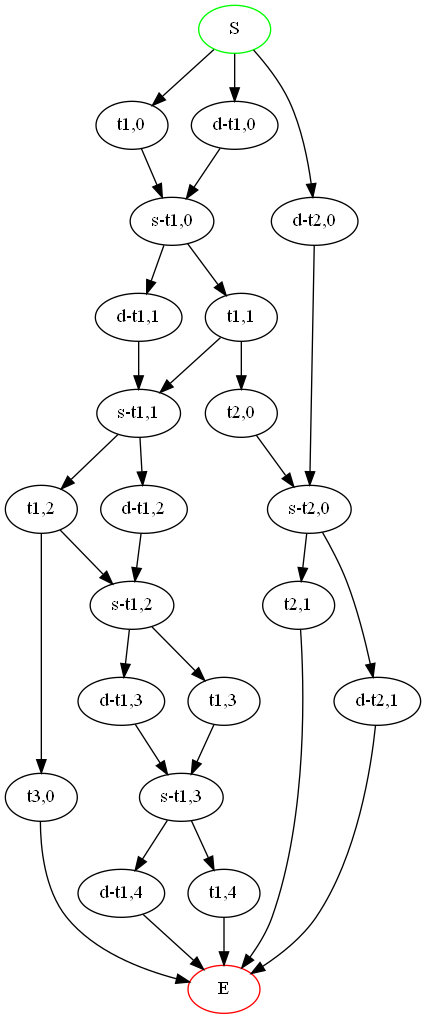 S
t1,0
d-t1,0
s-t1,0
d-t2,0
d-t1,1
t1,1
s-t1,1
t2,0
t1,2
d-t1,2
s-t2,0
s-t1,2
t2,1
d-t1,3
t1,3
d-t2,1
t3,0
s-t1,3
d-t1,4
t1,4
E